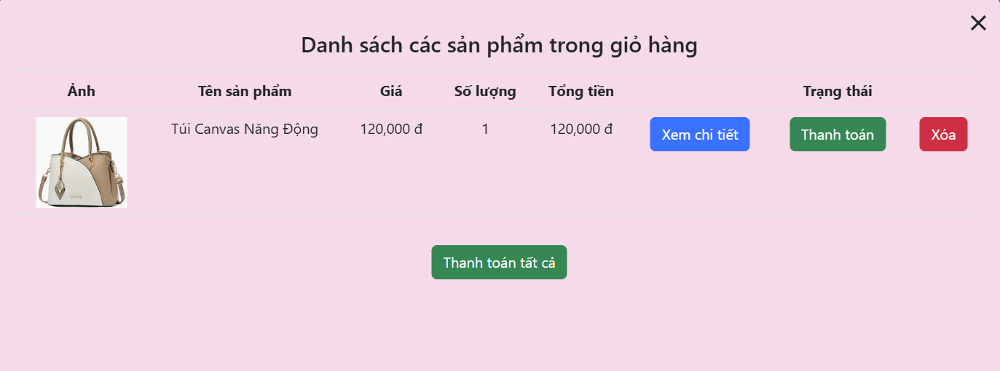 Danh sách các sản phẩm trong giỏ hàng
Ảnh Tên sản phẩm Giá Số lượng Tổng tiền Trạng thái
Túi Canvas Năng Động 120,000 đ 1 120,000 đ Xem chi tiết Thanh toán Xóa
Thanh toán tất cả